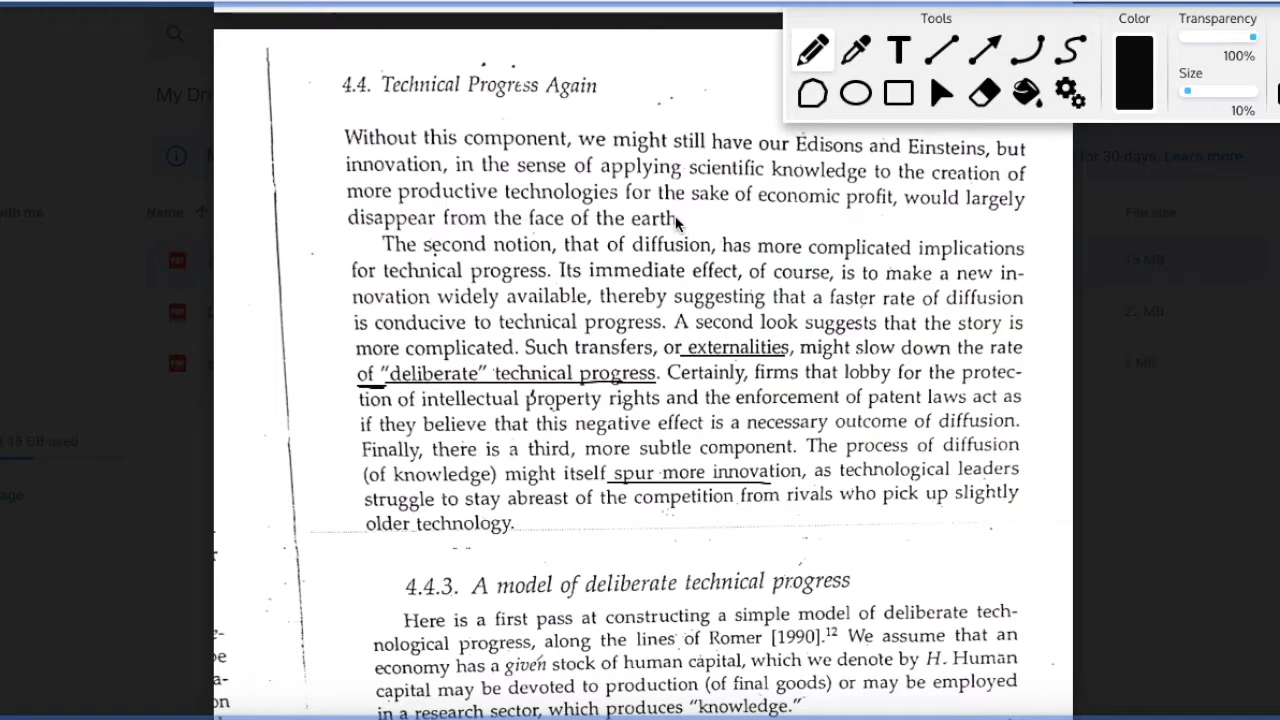 Tools
Color
Transparency
100%
Size
10%
My Dri
for 30 days. Learn more
ith me
Name
File size
15 GB used
age
4.4. Technical Progress Again
Without this component, we might still have our Edisons and Einsteins, but
innovation, in the sense of applying scientific knowledge to the creation of
more productive technologies for the sake of economic profit, would largely
disappear from the face of the earth.
The second notion, that of diffusion, has more complicated implications
for technical progress. Its immediate effect, of course, is to make a new in-
novation widely available, thereby suggesting that a faster rate of diffusion
is conducive to technical progress. A second look suggests that the story is
more complicated. Such transfers, or externalities, might slow down the rate
of "deliberate" technical progress. Certainly, firms that lobby for the protec-
tion of intellectual property rights and the enforcement of patent laws act as
if they believe that this negative effect is a necessary outcome of diffusion.
Finally, there is a third, more subtle component. The process of diffusion
(of knowledge) might itself spur more innovation, as technological leaders
struggle to stay abreast of the competition from rivals who pick up slightly
older technology.
4.4.3. A model of deliberate technical progress
Here is a first pass at constructing a simple model of deliberate tech-
nological progress, along the lines of Romer [1990].12 We assume that an
economy has a given stock of human capital, which we denote by H. Human
capital may be devoted to production (of final goods) or may be employed
in a research sector, which produces "knowledge."